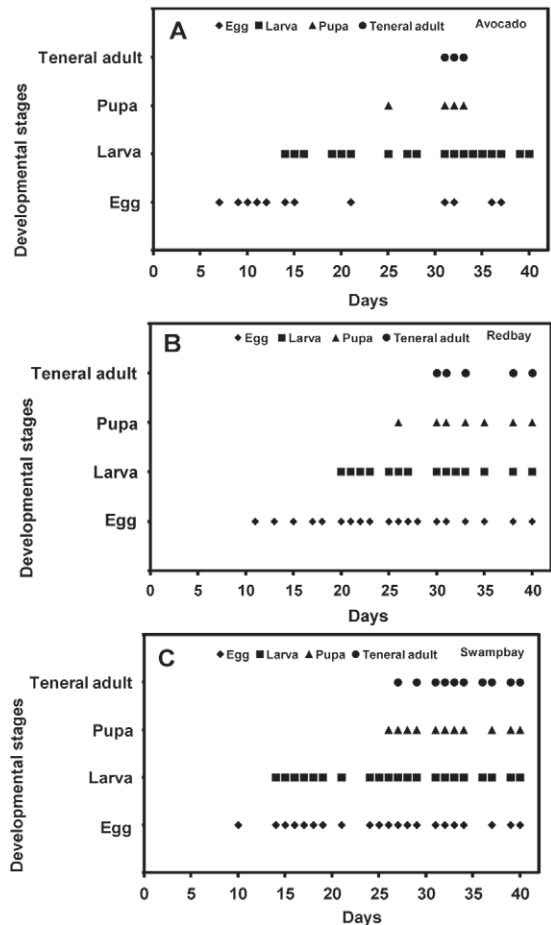 A ◆ Egg ■ Larva ▲ Pupa ● Teneral adult Avocado
Developmental stages
Teneral adult
Pupa
Larva
Egg
0 5 10 15 20 25 30 35 40
Days
B ◆ Egg ■ Larva ▲ Pupa ● Teneral adult Redbay
Developmental stages
Teneral adult
Pupa
Larva
Egg
0 5 10 15 20 25 30 35 40
Days
C ◆ Egg ■ Larva ▲ Pupa ● Teneral adult Swampbay
Developmental stages
Teneral adult
Pupa
Larva
Egg
0 5 10 15 20 25 30 35 40
Days